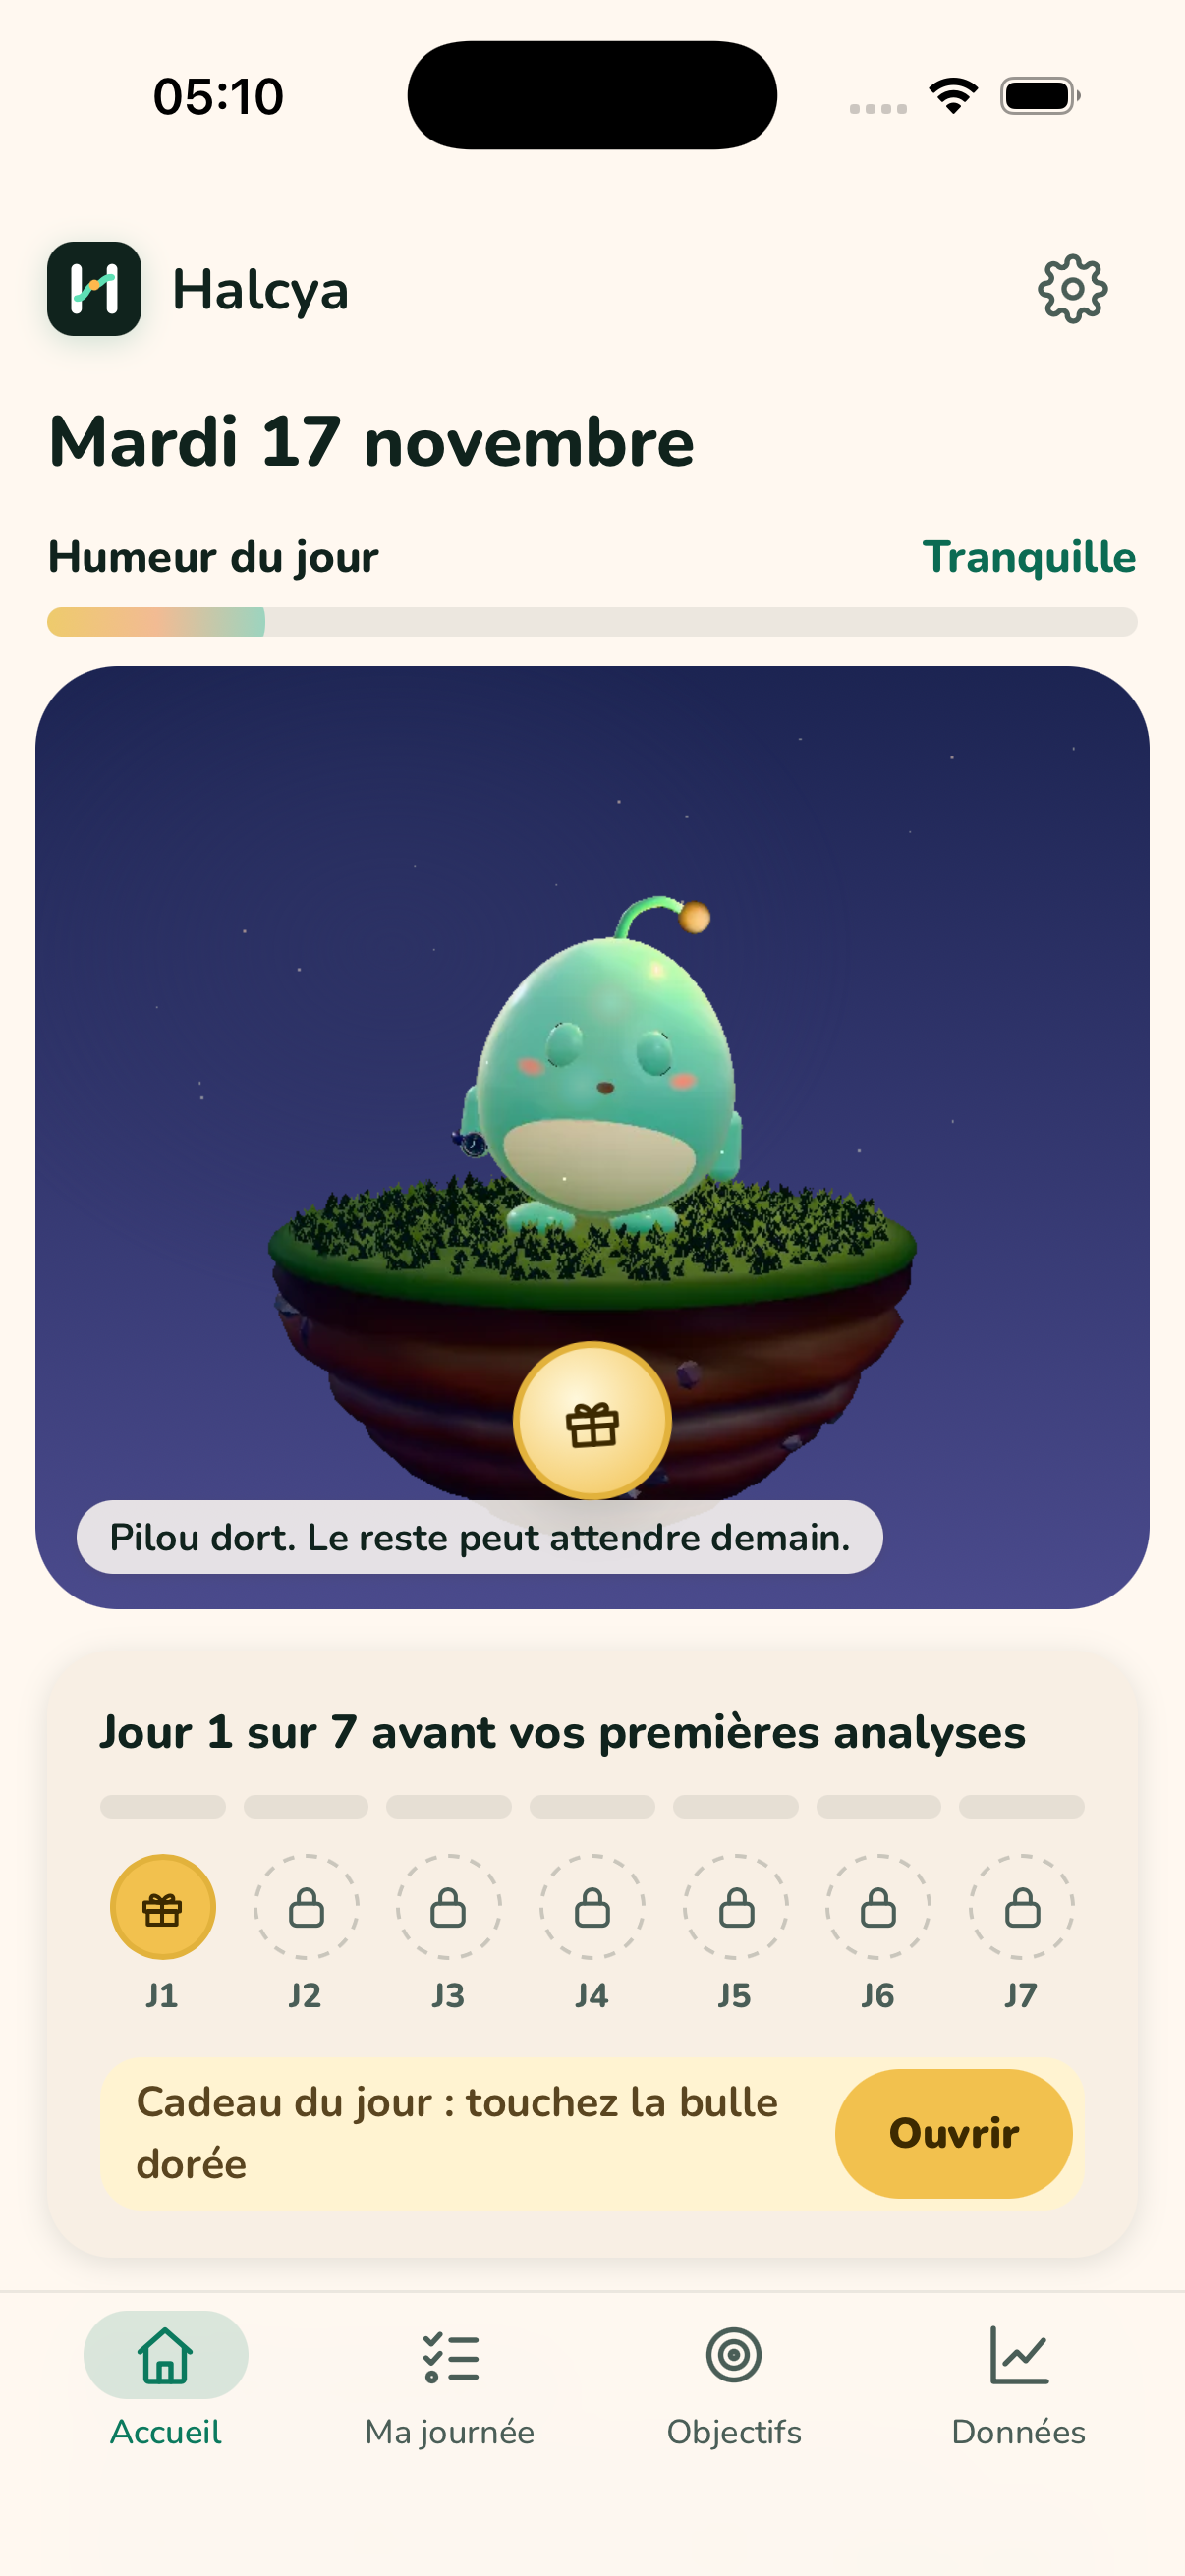 05:10
Halcya
Mardi 17 novembre
Humeur du jour
Tranquille
Pilou dort. Le reste peut attendre demain.
Jour 1 sur 7 avant vos premières analyses
J1
J2
J3
J4
J5
J6
J7
Cadeau du jour : touchez la bulle
dorée
Ouvrir
Accueil
Ma journée
Objectifs
Données